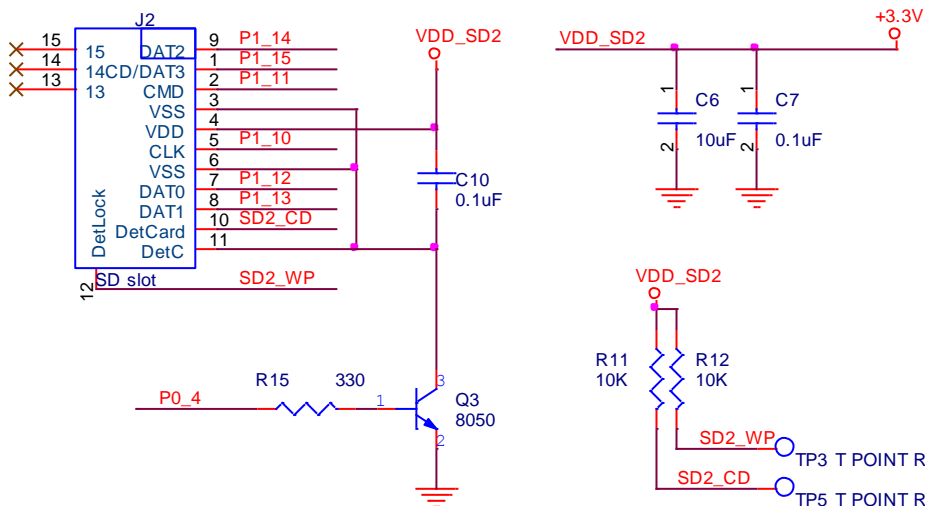 J2
15
14
13
15
14
13
DAT2
CD/DAT3
CMD
VSS
VDD
CLK
VSS
DAT0
DAT1
DetCard
DetC
DetLock
9
1
2
3
4
5
6
7
8
10
11
12
P1_14
P1_15
P1_11
P1_10
P1_12
P1_13
SD2_CD
SD slot
SD2_WP
VDD_SD2
C10
0.1uF
P0_4
R15
330
1
3
2
Q3
8050
VDD_SD2
+3.3V
1
C6
10uF
2
1
C7
0.1uF
2
VDD_SD2
R11
10K
R12
10K
SD2_WP
TP3 T POINT R
SD2_CD
TP5 T POINT R